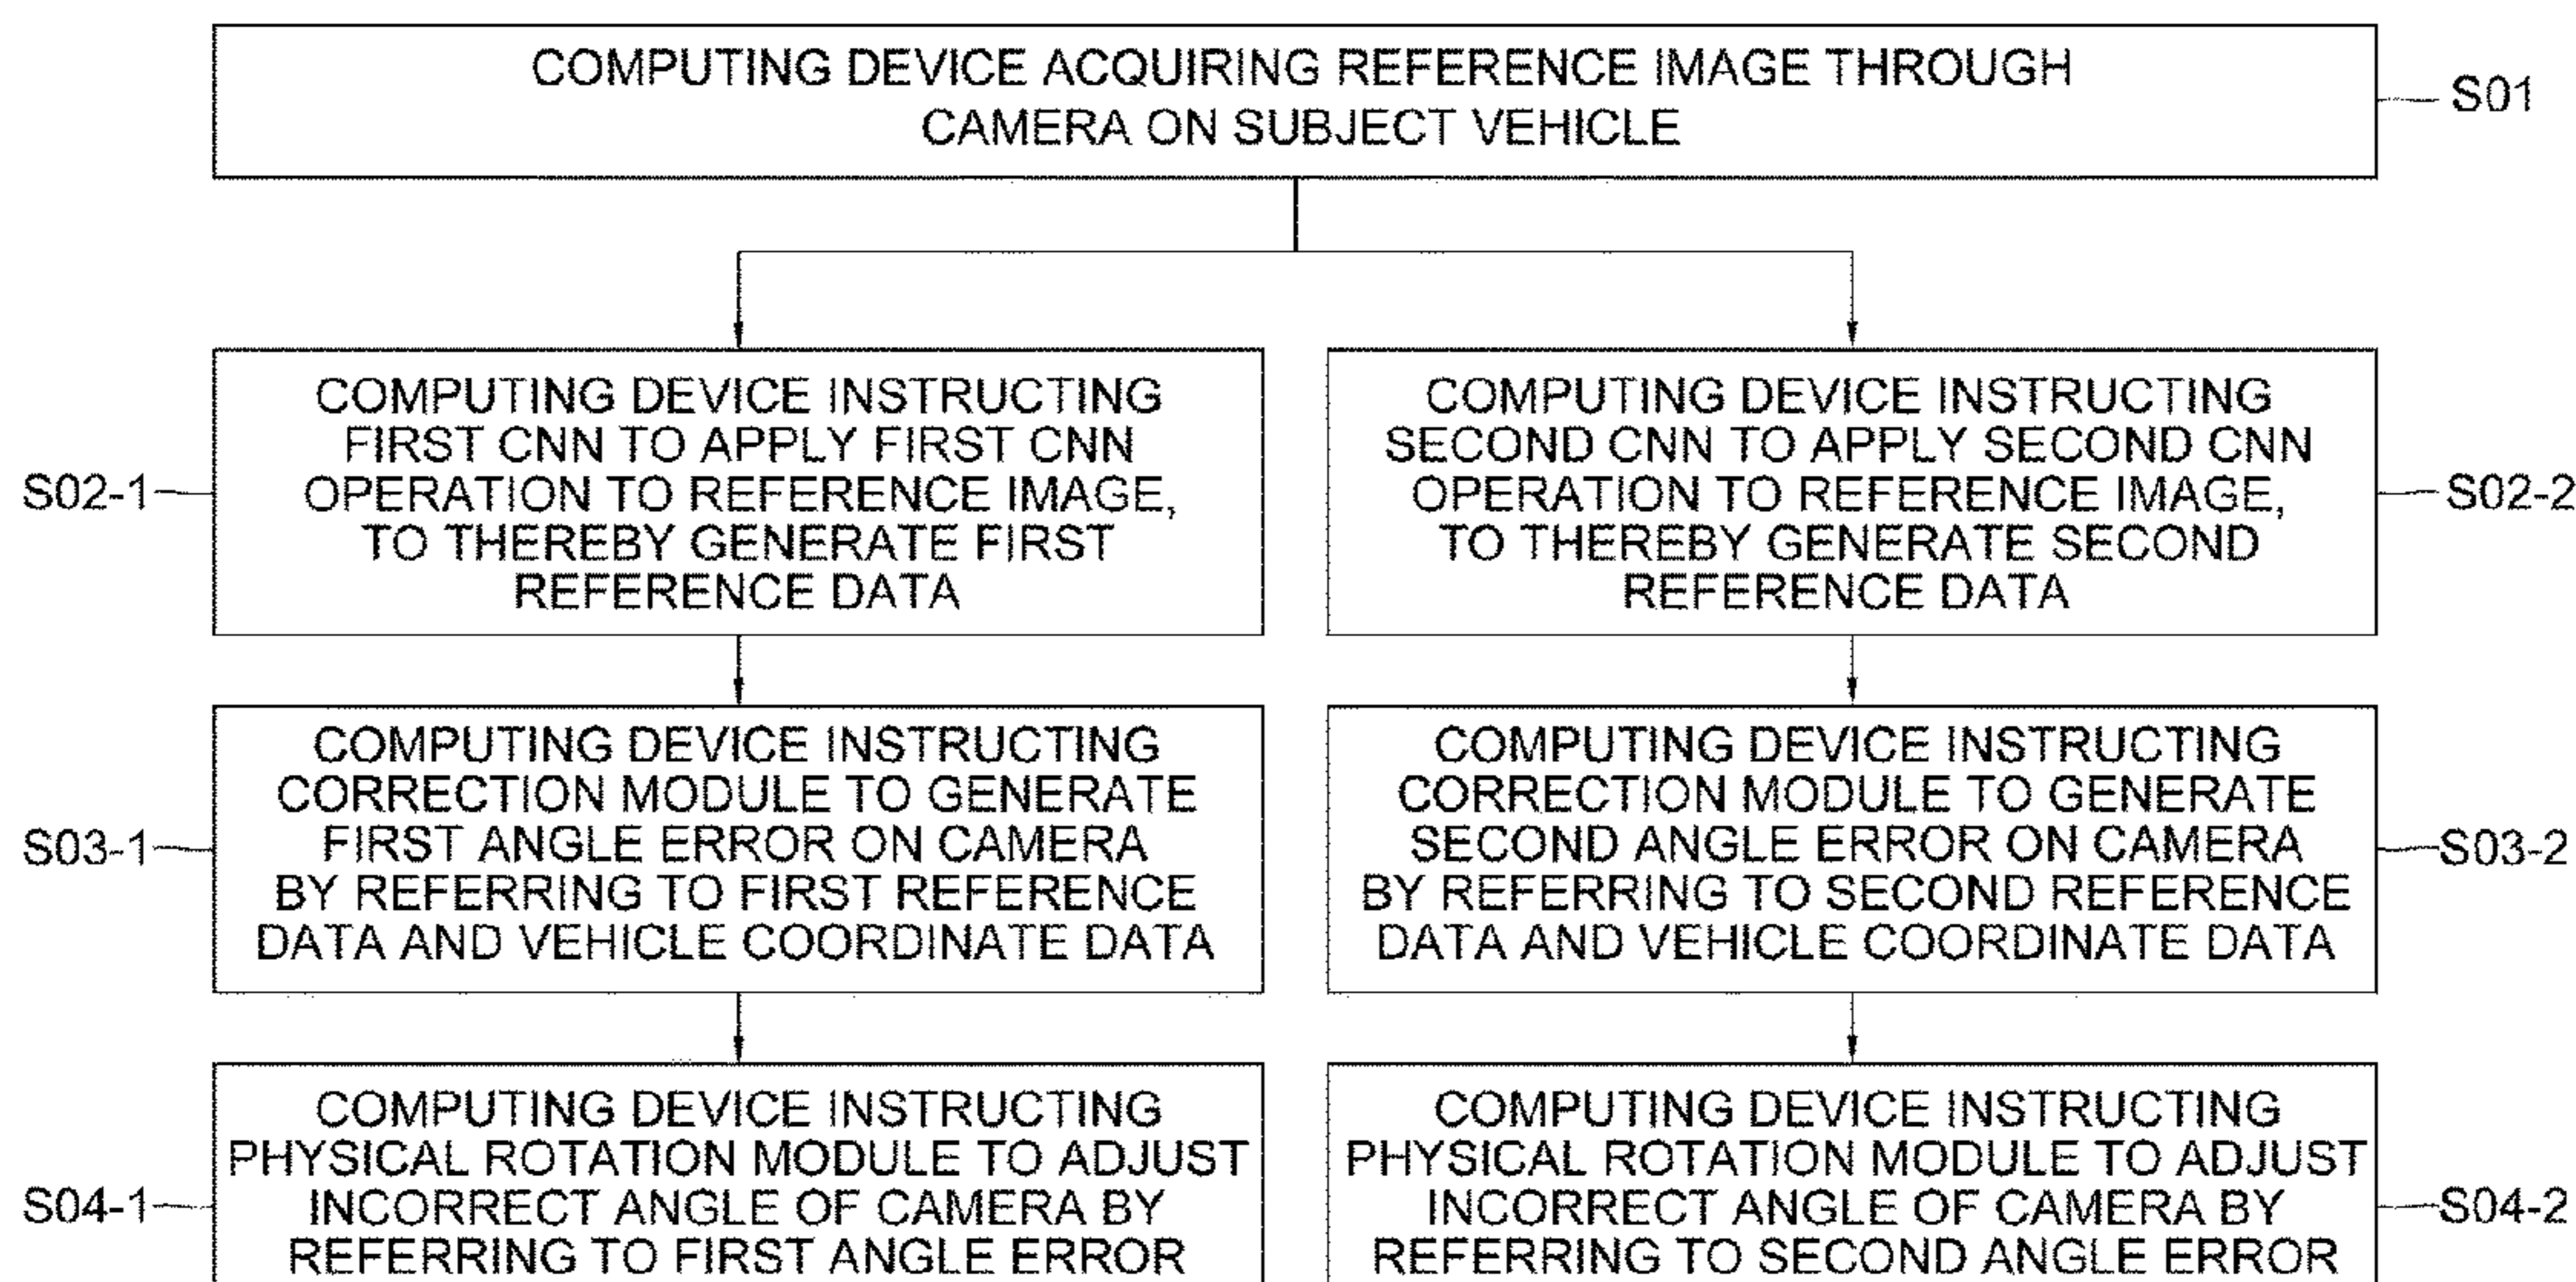 COMPUTING DEVICE ACQUIRING REFERENCE IMAGE THROUGH
CAMERA ON SUBJECT VEHICLE
S01
S02-1
COMPUTING DEVICE INSTRUCTING
FIRST CNN TO APPLY FIRST CNN
OPERATION TO REFERENCE IMAGE,
TO THEREBY GENERATE FIRST
REFERENCE DATA
COMPUTING DEVICE INSTRUCTING
SECOND CNN TO APPLY SECOND CNN
OPERATION TO REFERENCE IMAGE,
TO THEREBY GENERATE SECOND
REFERENCE DATA
S02-2
S03-1
COMPUTING DEVICE INSTRUCTING
CORRECTION MODULE TO GENERATE
FIRST ANGLE ERROR ON CAMERA
BY REFERRING TO FIRST REFERENCE
DATA AND VEHICLE COORDINATE DATA
COMPUTING DEVICE INSTRUCTING
CORRECTION MODULE TO GENERATE
SECOND ANGLE ERROR ON CAMERA
BY REFERRING TO SECOND REFERENCE
DATA AND VEHICLE COORDINATE DATA
S03-2
S04-1
COMPUTING DEVICE INSTRUCTING
PHYSICAL ROTATION MODULE TO ADJUST
INCORRECT ANGLE OF CAMERA BY
REFERRING TO FIRST ANGLE ERROR
COMPUTING DEVICE INSTRUCTING
PHYSICAL ROTATION MODULE TO ADJUST
INCORRECT ANGLE OF CAMERA BY
REFERRING TO SECOND ANGLE ERROR
S04-2